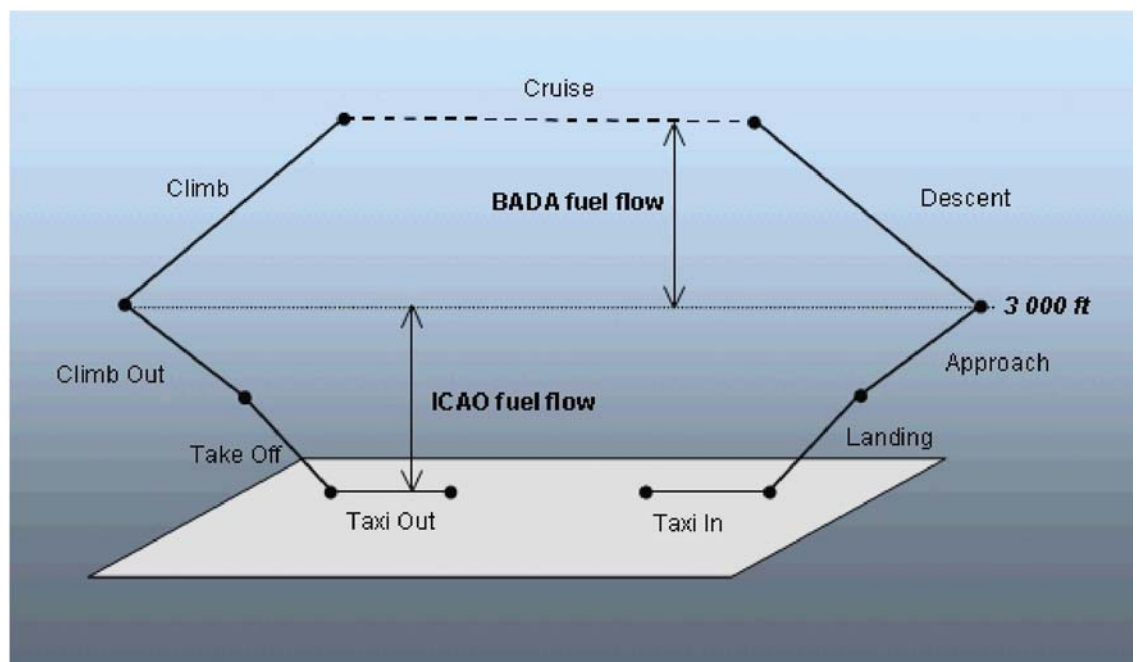 Cruise
Climb
BADA fuel flow
Descent
3 000 ft
Climb Out
Approach
ICAO fuel flow
Take Off
Landing
Taxi Out
Taxi In